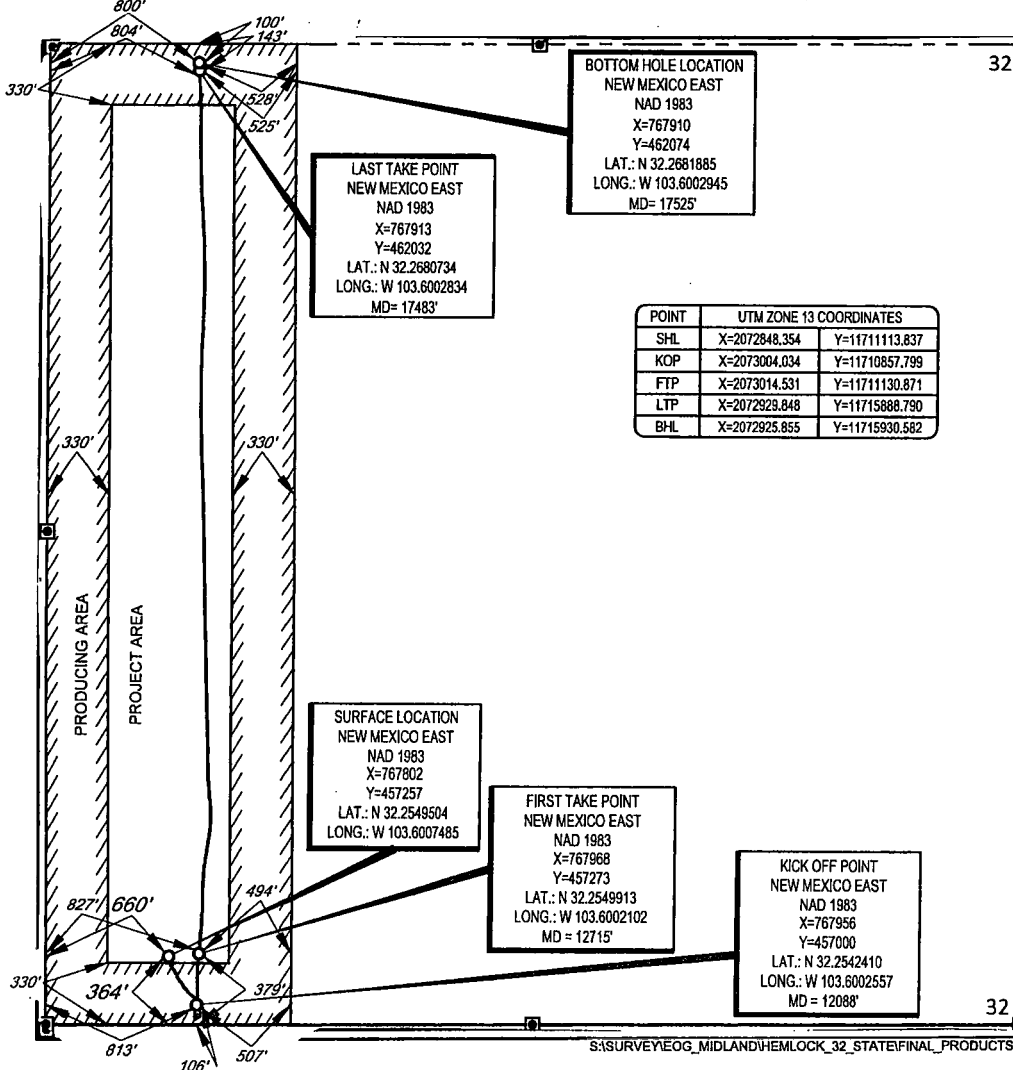 800'
804'
100'
143'
32
330'
528'
525'
BOTTOM HOLE LOCATION
NEW MEXICO EAST
NAD 1983
X=767910
Y=462074
LAT.: N 32.2681885
LONG.: W 103.6002945
MD= 17525'
LAST TAKE POINT
NEW MEXICO EAST
NAD 1983
X=767913
Y=462032
LAT.: N 32.2680734
LONG.: W 103.6002834
MD= 17483'
POINT UTM ZONE 13 COORDINATES
SHL X=2072848.354 Y=11711113.837
KOP X=2073004.034 Y=11710857.799
FTP X=2073014.531 Y=11711130.871
LTP X=2072929.848 Y=11715888.790
BHL X=2072925.855 Y=11715930.582
330'
330'
PRODUCING AREA
PROJECT AREA
SURFACE LOCATION
NEW MEXICO EAST
NAD 1983
X=767802
Y=457257
LAT.: N 32.2549504
LONG.: W 103.6007485
FIRST TAKE POINT
NEW MEXICO EAST
NAD 1983
X=767968
Y=457273
LAT.: N 32.2549913
LONG.: W 103.6002102
MD = 12715'
KICK OFF POINT
NEW MEXICO EAST
NAD 1983
X=767956
Y=457000
LAT.: N 32.2542410
LONG.: W 103.6002557
MD = 12088'
827'
660'
494'
330'
364'
379'
32
813'
106'
507'
S:\SURVEY\EOG_MIDLAND\HEMLOCK_32_STATE\FINAL_PRODUCTS